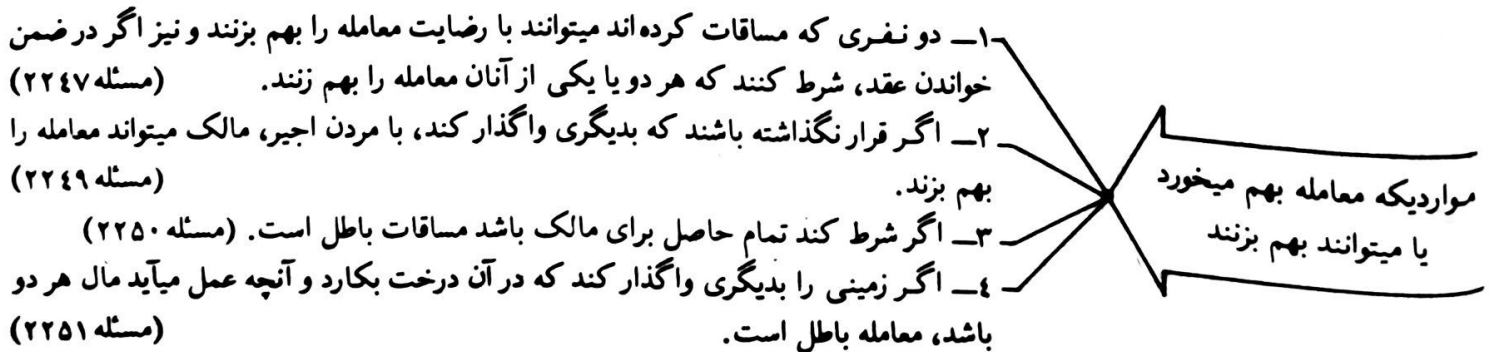 مواردیکه معامله بهم میخورد
یا میتوانند بهم بزنند
۱ــ دو نفری که مساقات کرده‌اند میتوانند با رضایت معامله را بهم بزنند و نیز اگر در ضمن
خواندن عقد، شرط کنند که هر دو یا یکی از آنان معامله را بهم زنند. (مسئله ۲۲٤۷)
۲ــ اگر قرار نگذاشته باشند که بدیگری واگذار کند، با مردن اجیر، مالک میتواند معامله را
بهم بزند. (مسئله ۲۲٤۹)
۳ــ اگر شرط کند تمام حاصل برای مالک باشد مساقات باطل است. (مسئله ۲۲۵۰)
٤ــ اگر زمینی را بدیگری واگذار کند که در آن درخت بکارد و آنچه عمل میآید مال هر دو
باشد، معامله باطل است. (مسئله ۲۲۵۱)